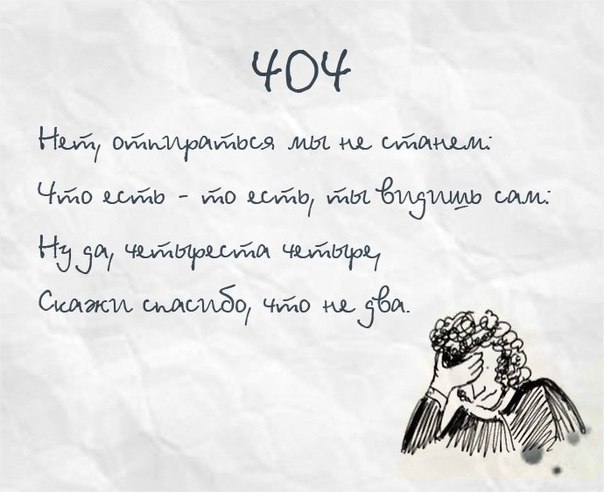 404
Нет, отпираться мы не станем:
Что есть - то есть, ты видишь сам:
Ну да, четыреста четыре,
Скажи спасибо, что не два.